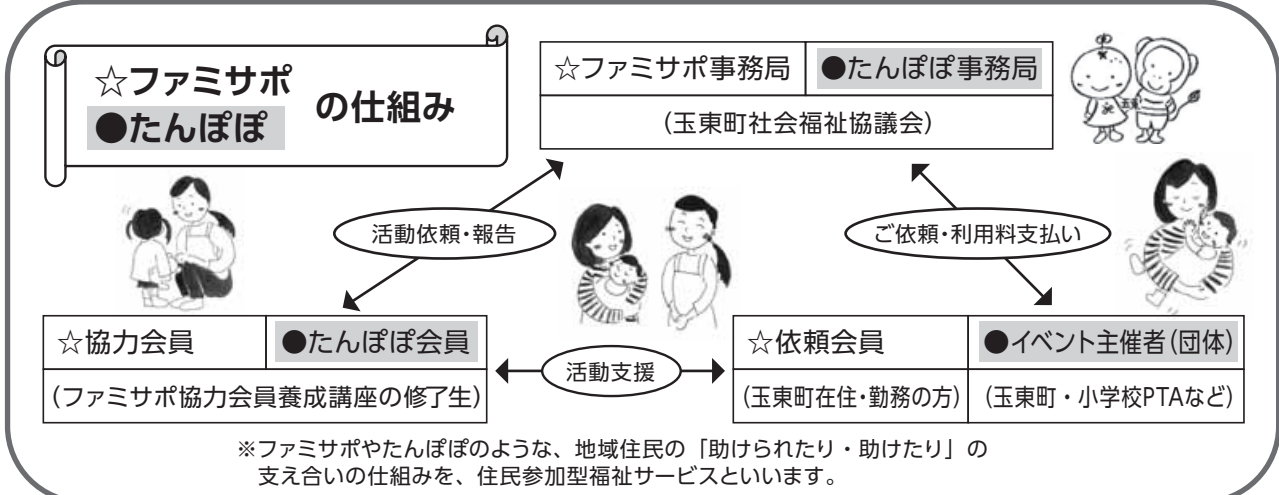 ☆ファミサポ
●たんぽぽ
の仕組み
☆ファミサポ事務局
●たんぽぽ事務局
(玉東町社会福祉協議会)
活動依頼・報告
ご依頼・利用料支払い
☆協力会員
●たんぽぽ会員
(ファミサポ協力会員養成講座の修了生)
活動支援
☆依頼会員
●イベント主催者(団体)
(玉東町在住・勤務の方)
(玉東町・小学校PTAなど)
※ファミサポやたんぽぽのような、地域住民の「助けられたり・助けたり」の
支え合いの仕組みを、住民参加型福祉サービスといいます。